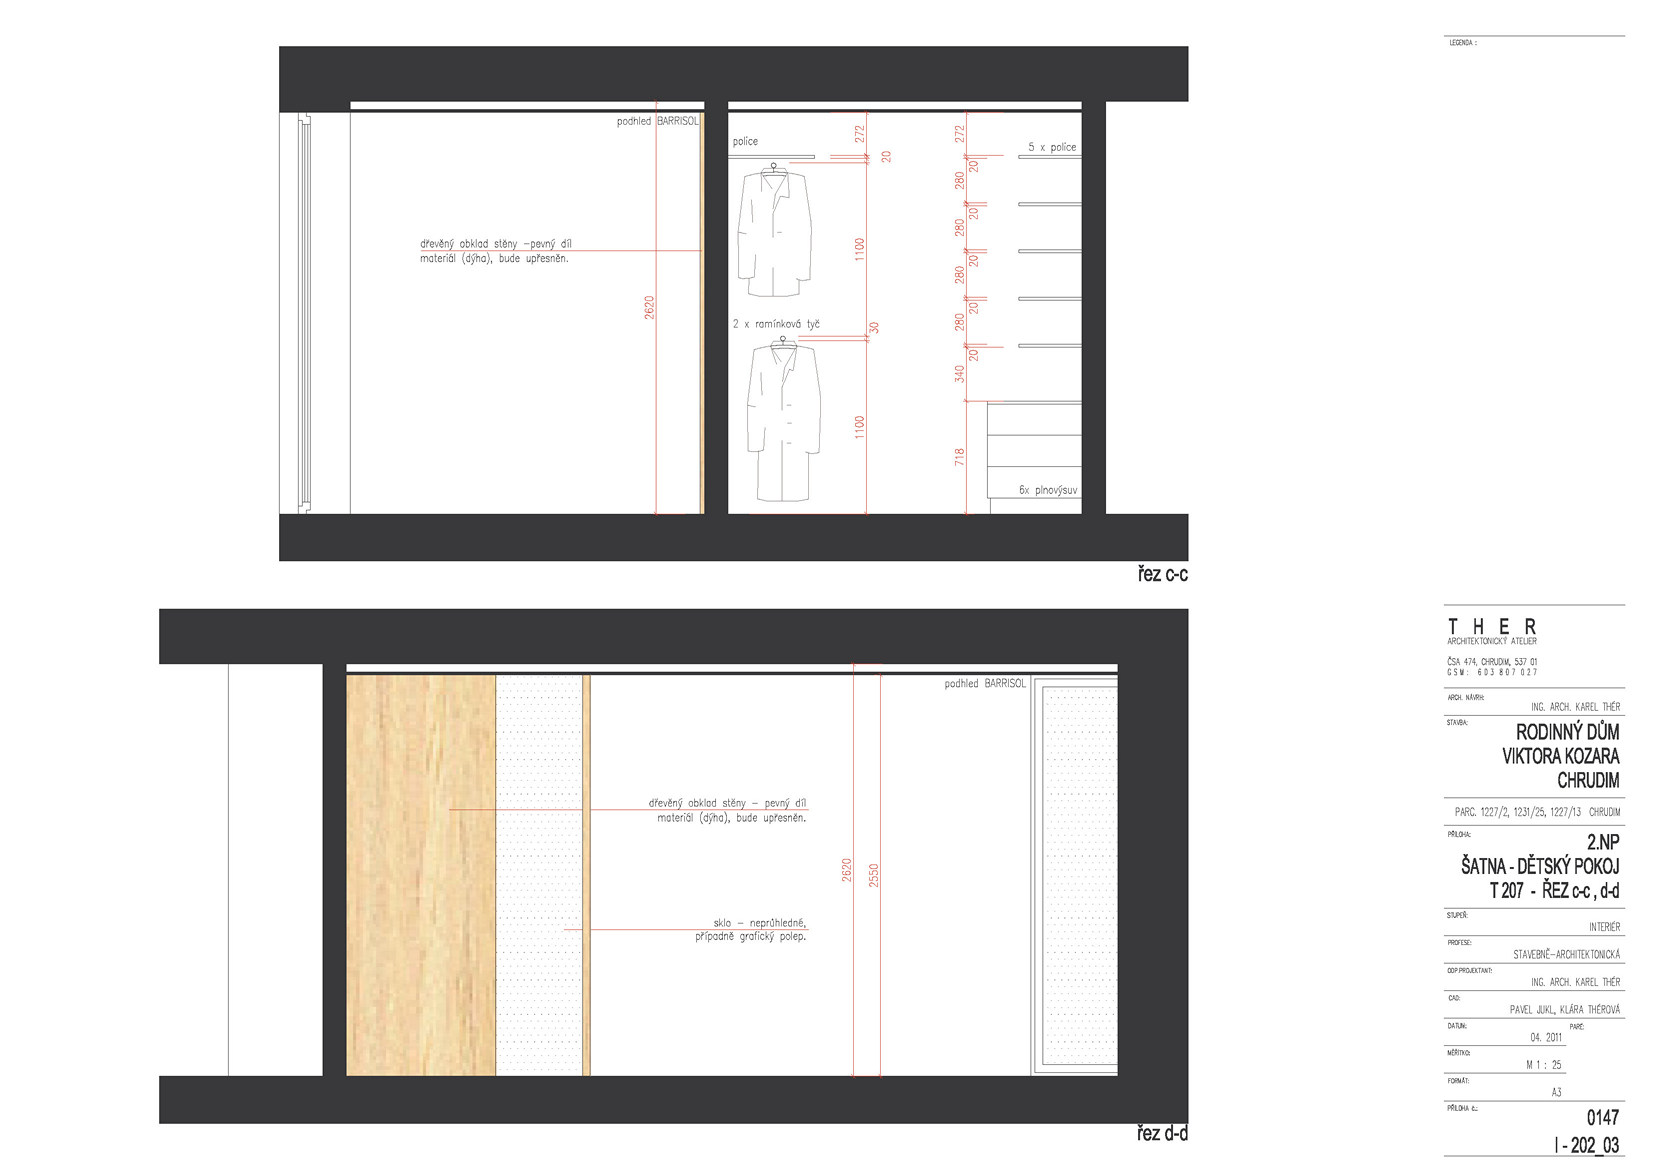 LEGENDA :
podhled BARRISOL
police
5 x police
272
20
272
20
280
20
280
20
280
20
280
20
340
718
1100
30
1100
dřevěný obklad stěny -pevný díl
materiál (dýha), bude upřesněn.
2620
2 x ramínková tyč
6x plnovýsuv
řez c-c
podhled BARRISOL
dřevěný obklad stěny - pevný díl
materiál (dýha), bude upřesněn.
2620
2550
sklo - neprůhledné,
případně grafický polep.
řez d-d
T H E R
ARCHITEKTONICKÝ ATELIER
ČSA 474, CHRUDIM, 537 01
GSM: 603 807 027
ARCH. NÁVRH:
ING. ARCH. KAREL THÉR
STAVBA:
RODINNÝ DŮM
VIKTORA KOZARA
CHRUDIM
PARC. 1227/2, 1231/25, 1227/13 CHRUDIM
PŘÍLOHA:
2.NP
ŠATNA - DĚTSKÝ POKOJ
T 207 - ŘEZ c-c , d-d
STUPEŇ:
INTERIÉR
PROFESE:
STAVEBNĚ-ARCHITEKTONICKÁ
ODP.PROJEKTANT:
ING. ARCH. KAREL THÉR
CAD:
PAVEL JUKL, KLÁRA THÉROVÁ
DATUM:
PARÉ:
04. 2011
MĚŘÍTKO:
M 1 : 25
FORMÁT:
A3
PŘÍLOHA č.:
0147
I - 202_03